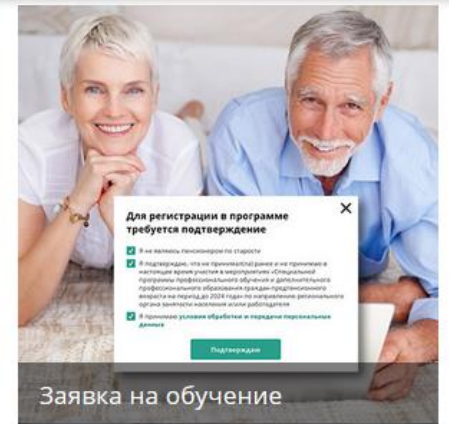 Для регистрации в программе
требуется подтверждение
Я не являюсь пенсионером по старости
Я подтверждаю, что не принимал(ла) ранее и не принимаю в
настоящее время участия в мероприятиях «Специальной
программы профессионального обучения и дополнительного
профессионального образования граждан предпенсионного
возраста на период до 2024 года» по направлению регионального
органа занятости населения и/или работодателя
Я принимаю условия обработки и передачи персональных
данных
Подтверждаю
Заявка на обучение